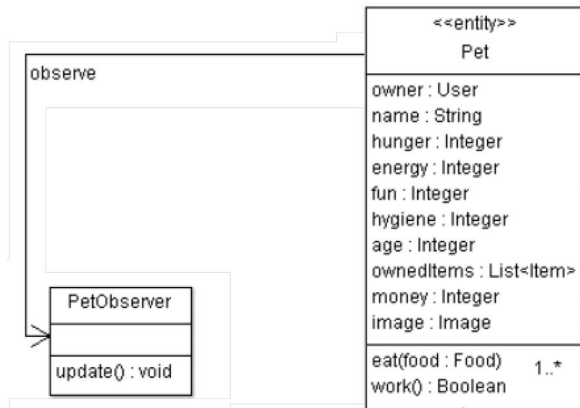 <<entity>>
Pet
observe
owner : User
name : String
hunger : Integer
energy : Integer
fun : Integer
hygiene : Integer
age : Integer
ownedItems : List<Item>
money : Integer
image : Image
PetObserver
update() : void
eat(food : Food)
1..*
work() : Boolean